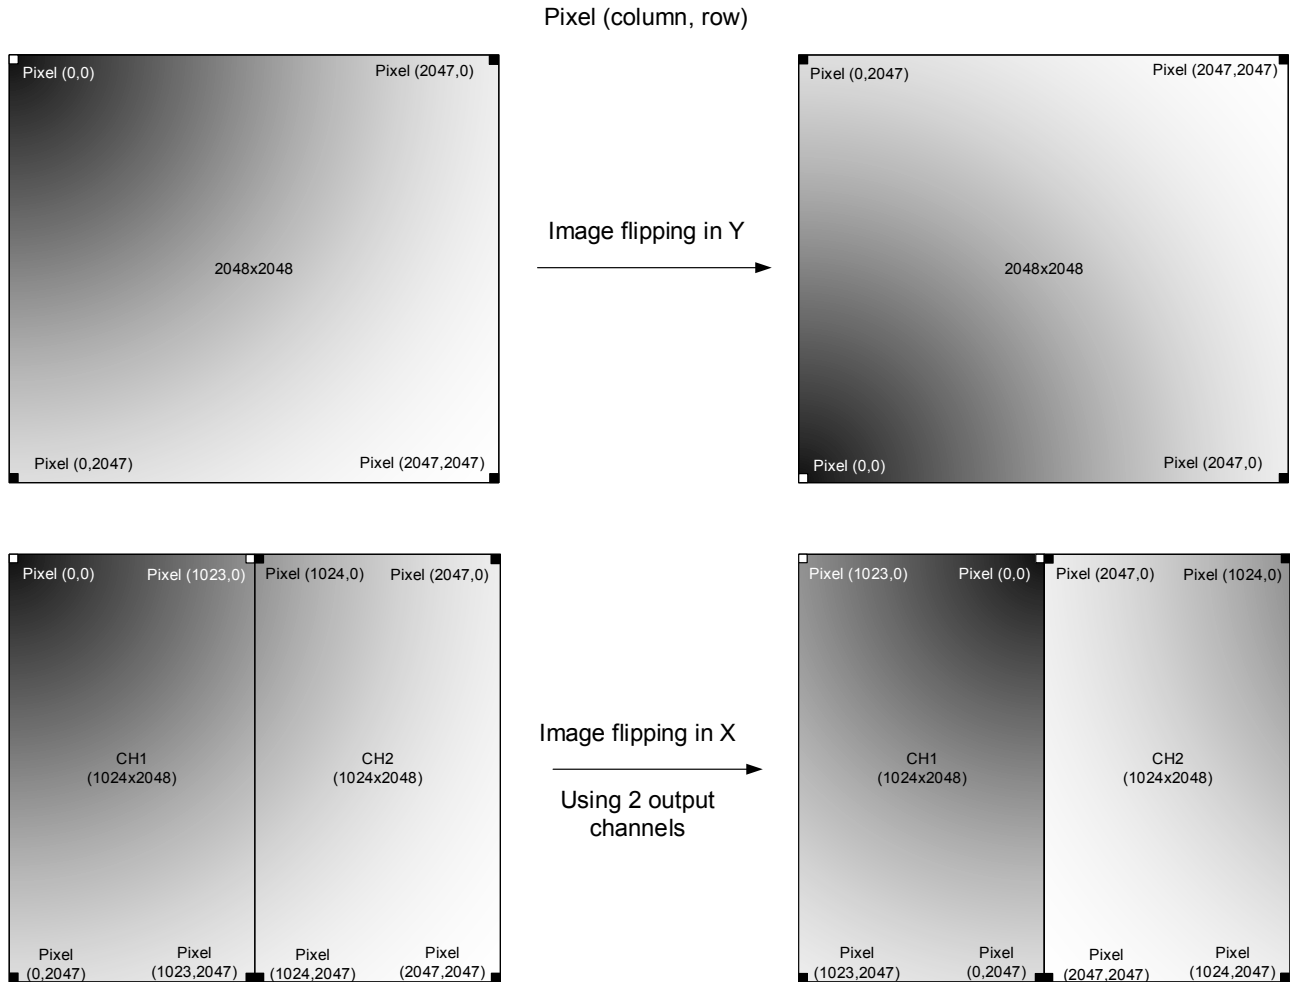 Pixel (column, row)
Pixel (0,0)
Pixel (2047,0)
2048x2048
Pixel (0,2047)
Pixel (2047,2047)
Image flipping in Y
Pixel (0,2047)
Pixel (2047,2047)
2048x2048
Pixel (0,0)
Pixel (2047,0)
Pixel (0,0)
Pixel (1023,0)
Pixel (1024,0)
Pixel (2047,0)
CH1
(1024x2048)
CH2
(1024x2048)
Pixel
(0,2047)
Pixel
(1023,2047)
Pixel
(1024,2047)
Pixel
(2047,2047)
Image flipping in X
Using 2 output
channels
Pixel (1023,0)
Pixel (0,0)
Pixel (2047,0)
Pixel (1024,0)
CH1
(1024x2048)
CH2
(1024x2048)
Pixel
(1023,2047)
Pixel
(0,2047)
Pixel
(2047,2047)
Pixel
(1024,2047)